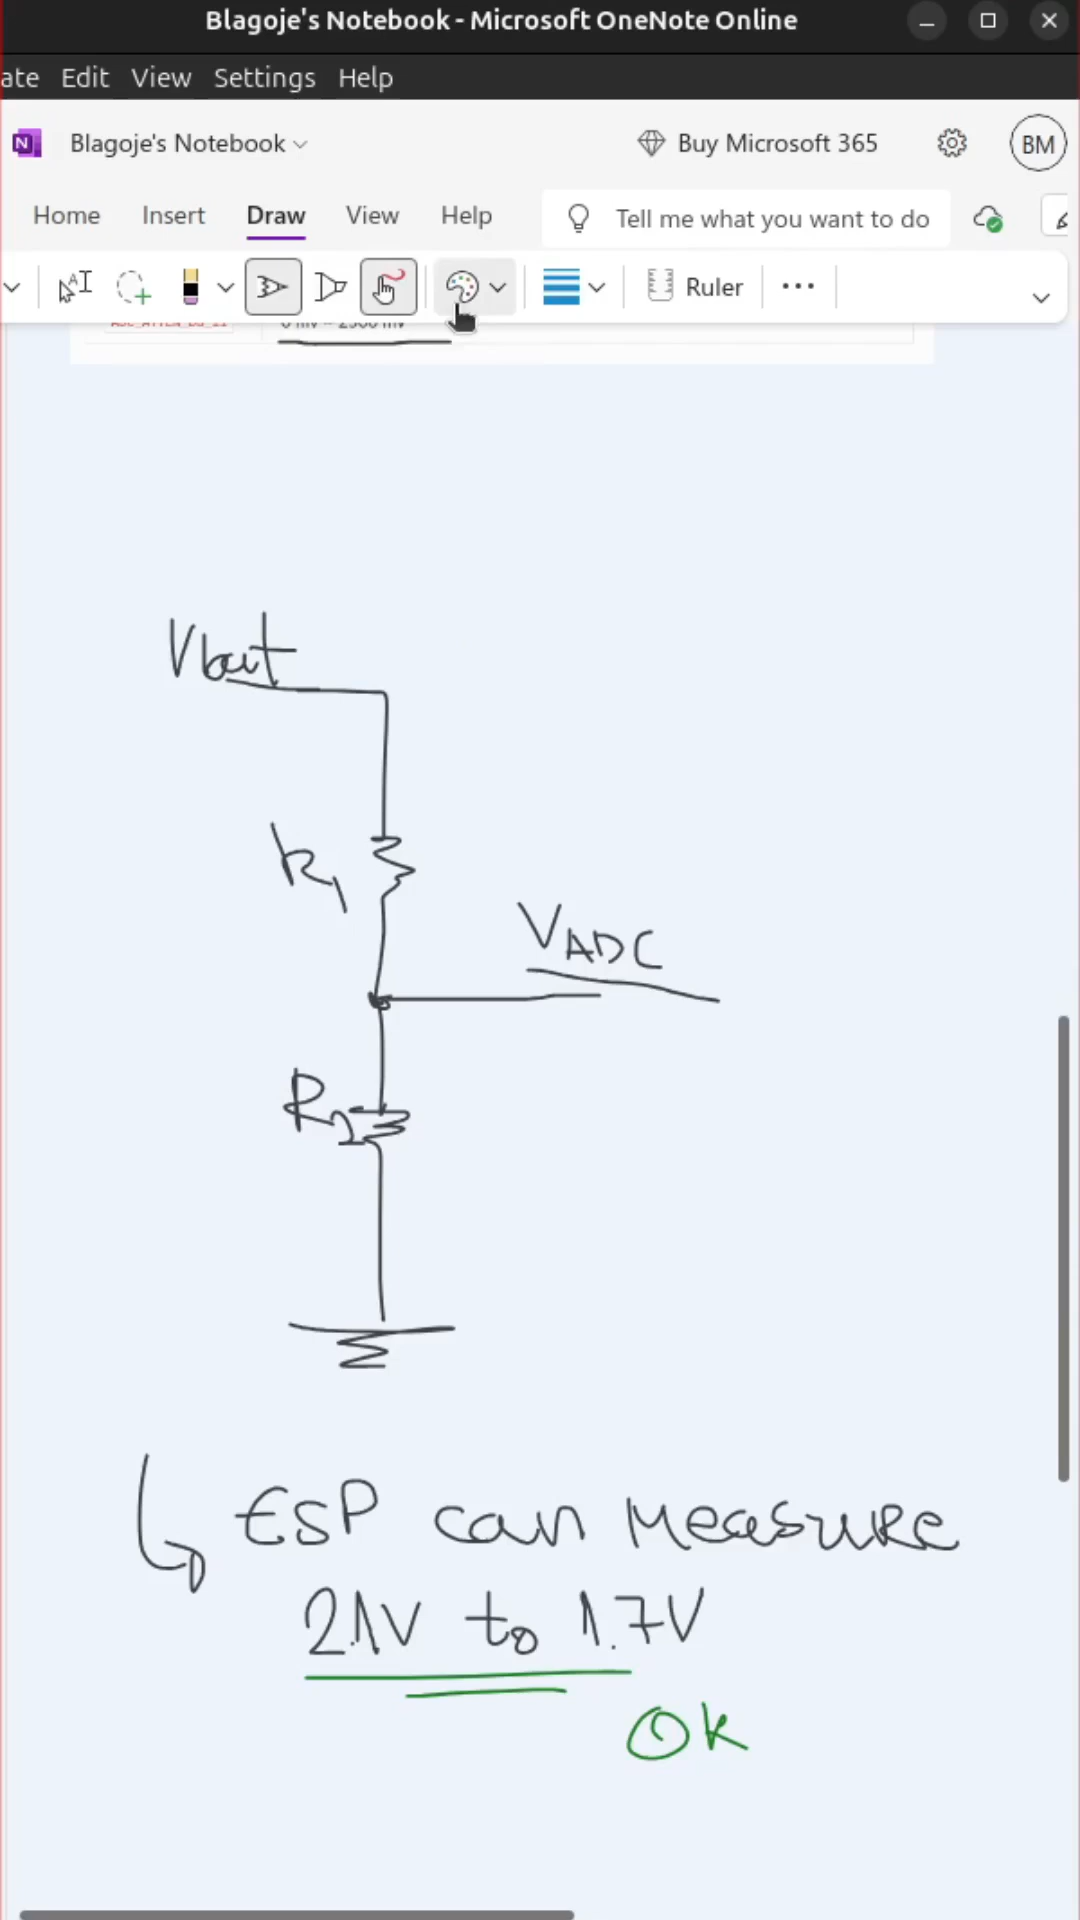 Blagoje's Notebook - Microsoft OneNote Online
ate Edit View Settings Help
Blagoje's Notebook Buy Microsoft 365 BM
Home Insert Draw View Help Tell me what you want to do
Ruler
Vbat
R1
VADC
R2
ESP can measure
2.1V to 1.7V
OK